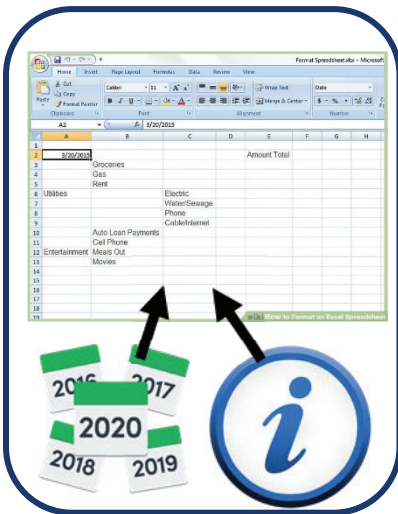 Format Spreadsheet.xlsx - Microsoft
Home Insert Page Layout Formulas Data Review View
Cut
Copy
Format Painter
Paste
Clipboard
Calibri 11 A A
B I U A
Font
Wrap Text
Merge & Center
Alignment
Date
$ % ,
Number
A2 fx 3/20/2015
A B C D E F G H
1
2 3/20/2015 Amount Total
3 Groceries
4 Gas
5 Rent
6 Utilities Electric
7 Water/Sewage
8 Phone
9 Cable/Internet
10 Auto Loan Payments
11 Cell Phone
12 Entertainment Meals Out
13 Movies
14
15
16
17
18
19
wikiHow to Format an Excel Spreadsheet
2016
2017
2020
2018
2019
i